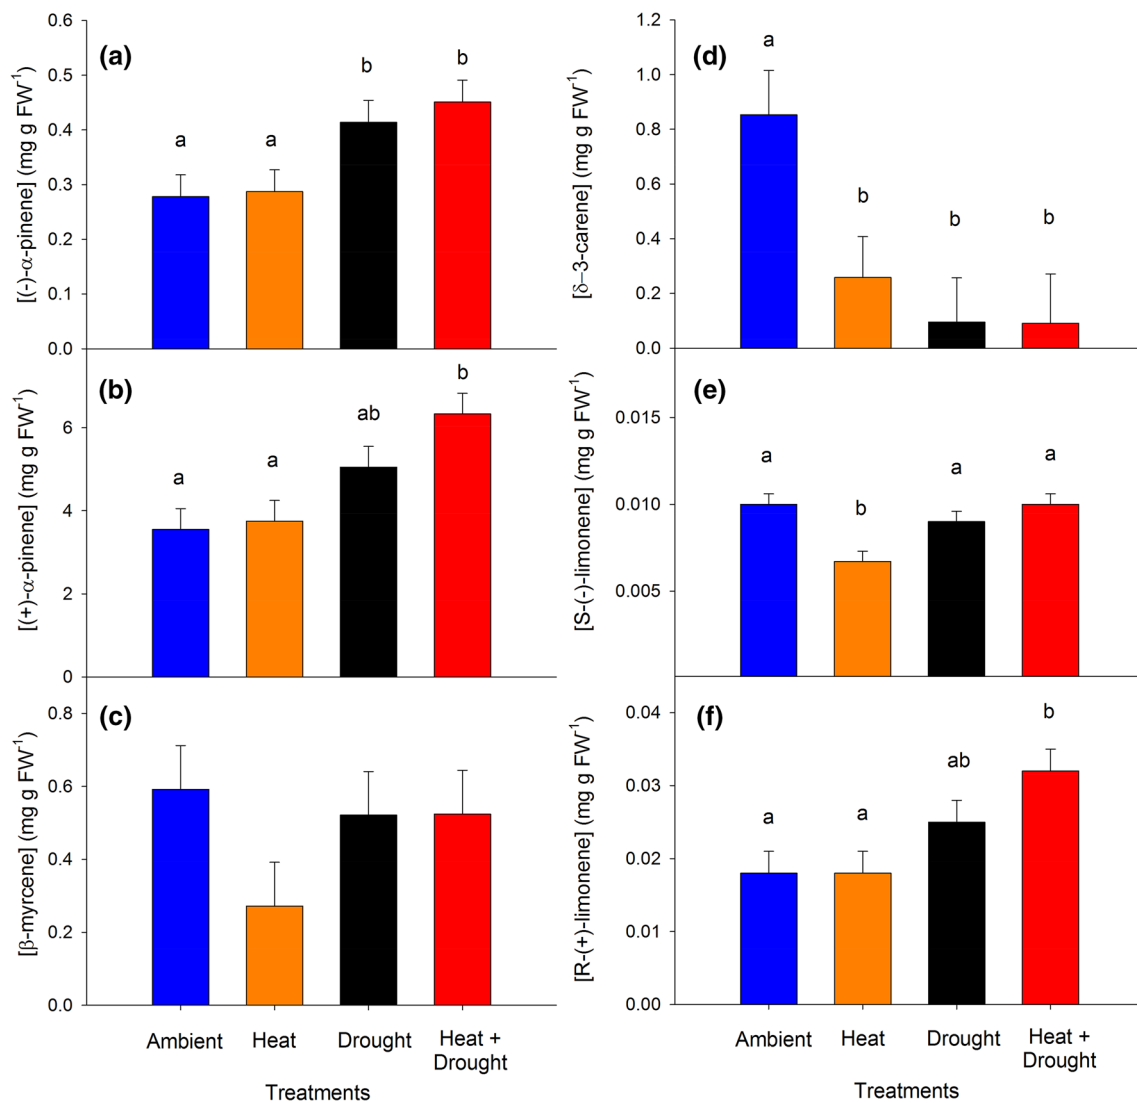 (a)
[(-)-α-pinene] (mg g FW⁻¹)
0.6
0.5
0.4
0.3
0.2
0.1
0.0
a
a
b
b
(b)
[(+)-α-pinene] (mg g FW⁻¹)
6
4
2
0
a
a
ab
b
(c)
[β-myrcene] (mg g FW⁻¹)
0.8
0.6
0.4
0.2
0.0
Ambient
Heat
Drought
Heat +
Drought
Treatments
(d)
[δ–3-carene] (mg g FW⁻¹)
1.2
1.0
0.8
0.6
0.4
0.2
0.0
a
b
b
b
(e)
[S-(-)-limonene] (mg g FW⁻¹)
0.015
0.010
0.005
a
b
a
a
(f)
[R-(+)-limonene] (mg g FW⁻¹)
0.04
0.03
0.02
0.01
0.00
a
a
ab
b
Ambient
Heat
Drought
Heat +
Drought
Treatments